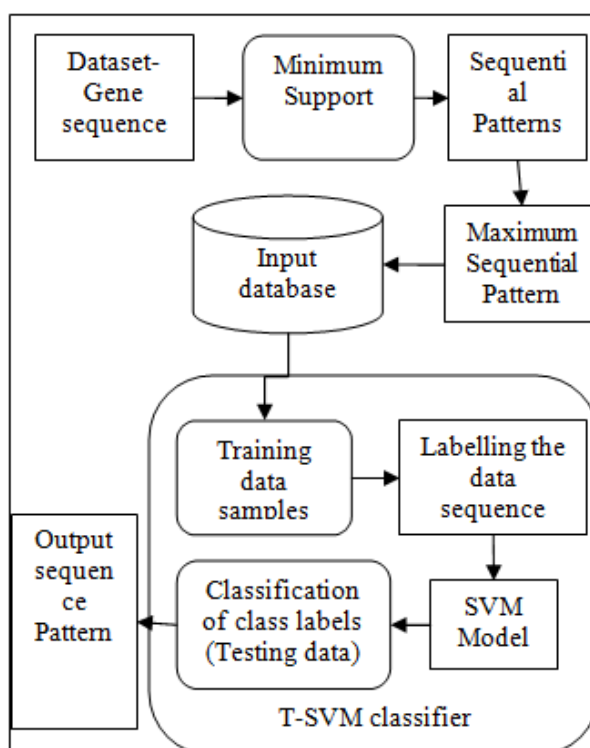 Dataset-
Gene
sequence
Minimum
Support
Sequenti
al
Patterns
Maximum
Sequential
Pattern
Input
database
Training
data
samples
Labelling the
data
sequence
SVM
Model
Classification
of class labels
(Testing data)
Output
sequen
ce
Pattern
T-SVM classifier